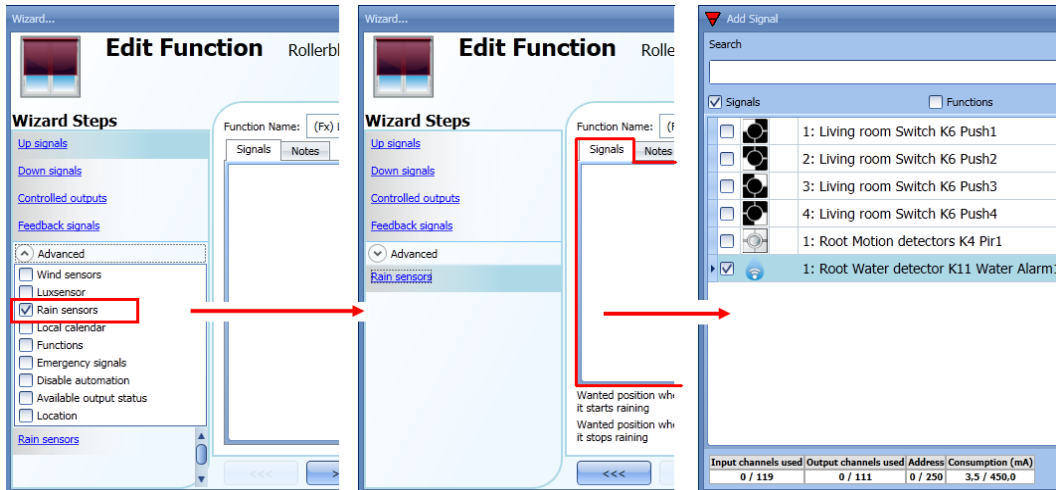 Wizard...
Edit Function Rollerbl
Wizard Steps
Up signals
Down signals
Controlled outputs
Feedback signals
Advanced
Wind sensors
Luxsensor
Rain sensors
Local calendar
Functions
Emergency signals
Disable automation
Available output status
Location
Rain sensors
Function Name: (Fx) L
Signals Notes
<<< >
Wizard...
Edit Function Rolle
Wizard Steps
Up signals
Down signals
Controlled outputs
Feedback signals
Advanced
Rain sensors
Function Name: (F
Signals Notes
Wanted position whe
it starts raining
Wanted position whe
it stops raining
<<<
Add Signal
Search
Signals Functions
1: Living room Switch K6 Push1
2: Living room Switch K6 Push2
3: Living room Switch K6 Push3
4: Living room Switch K6 Push4
1: Root Motion detectors K4 Pir1
1: Root Water detector K11 Water Alarm1
Input channels used Output channels used Address Consumption (mA)
0 / 119 0 / 111 0 / 250 3,5 / 450,0